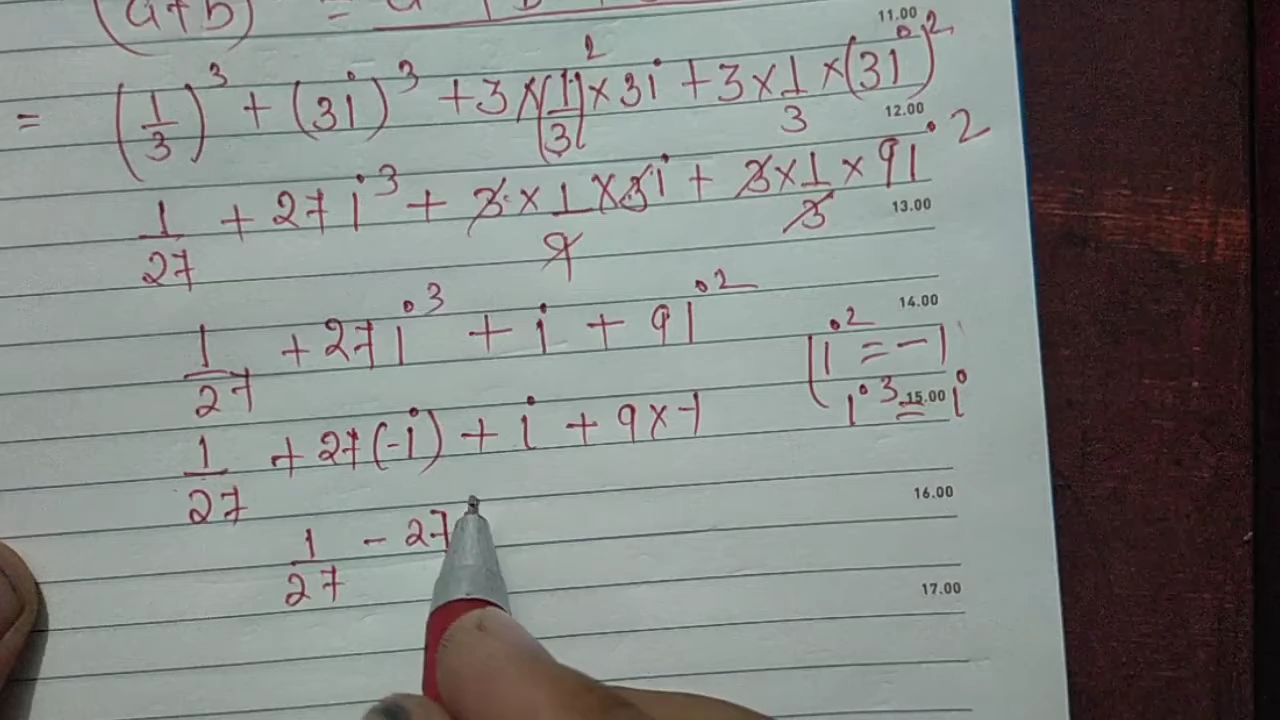 (a+b) = a
11.00
= (1/3)³ + (3i)³ + 3×(1/3)²×3i + 3×1/3×(3i)²
12.00
1/27 + 27i³ + 3×1/9×3i + 3×1/3×9i²
13.00
1/27 + 27i³ + i + 9i²
14.00
i² = -1
1/27 + 27(-i) + i + 9×-1
i³ = i
15.00
16.00
1/27 - 27
17.00